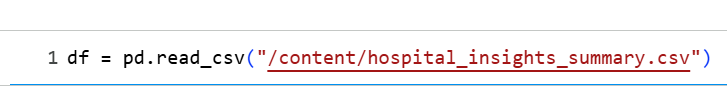 1 df = pd.read_csv("/content/hospital_insights_summary.csv")